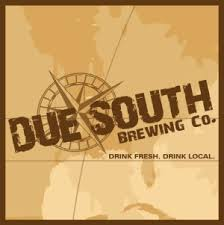 DUE SOUTH
BREWING CO.
DRINK FRESH. DRINK LOCAL.